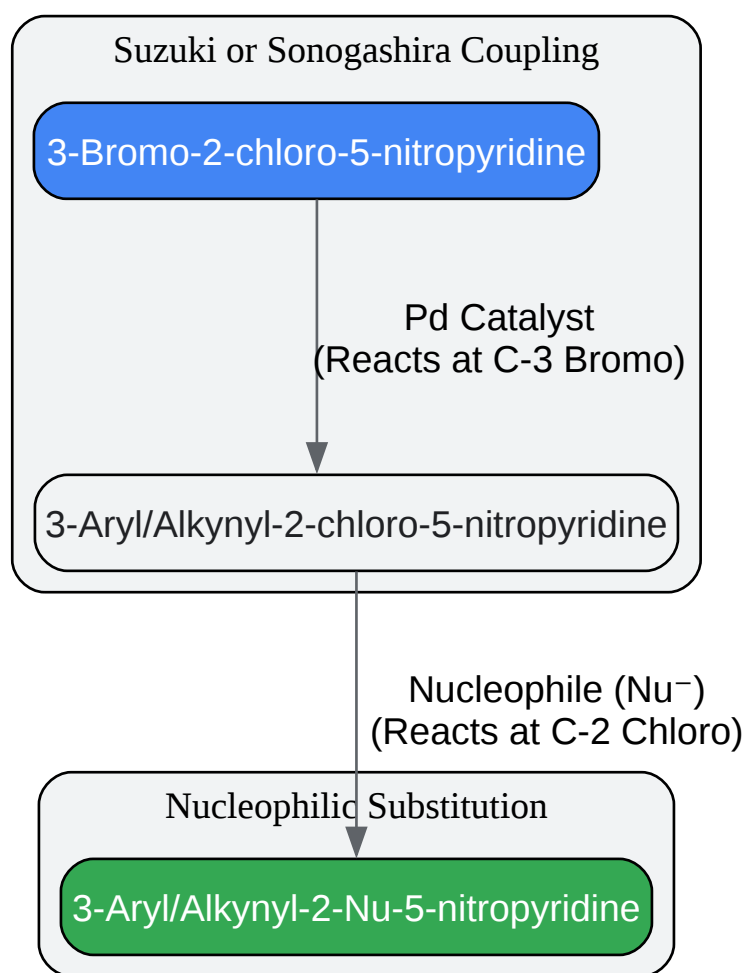 Suzuki or Sonogashira Coupling
3-Bromo-2-chloro-5-nitropyridine
Pd Catalyst
(Reacts at C-3 Bromo)
3-Aryl/Alkynyl-2-chloro-5-nitropyridine
Nucleophile (Nu⁻)
(Reacts at C-2 Chloro)
Nucleophilic Substitution
3-Aryl/Alkynyl-2-Nu-5-nitropyridine